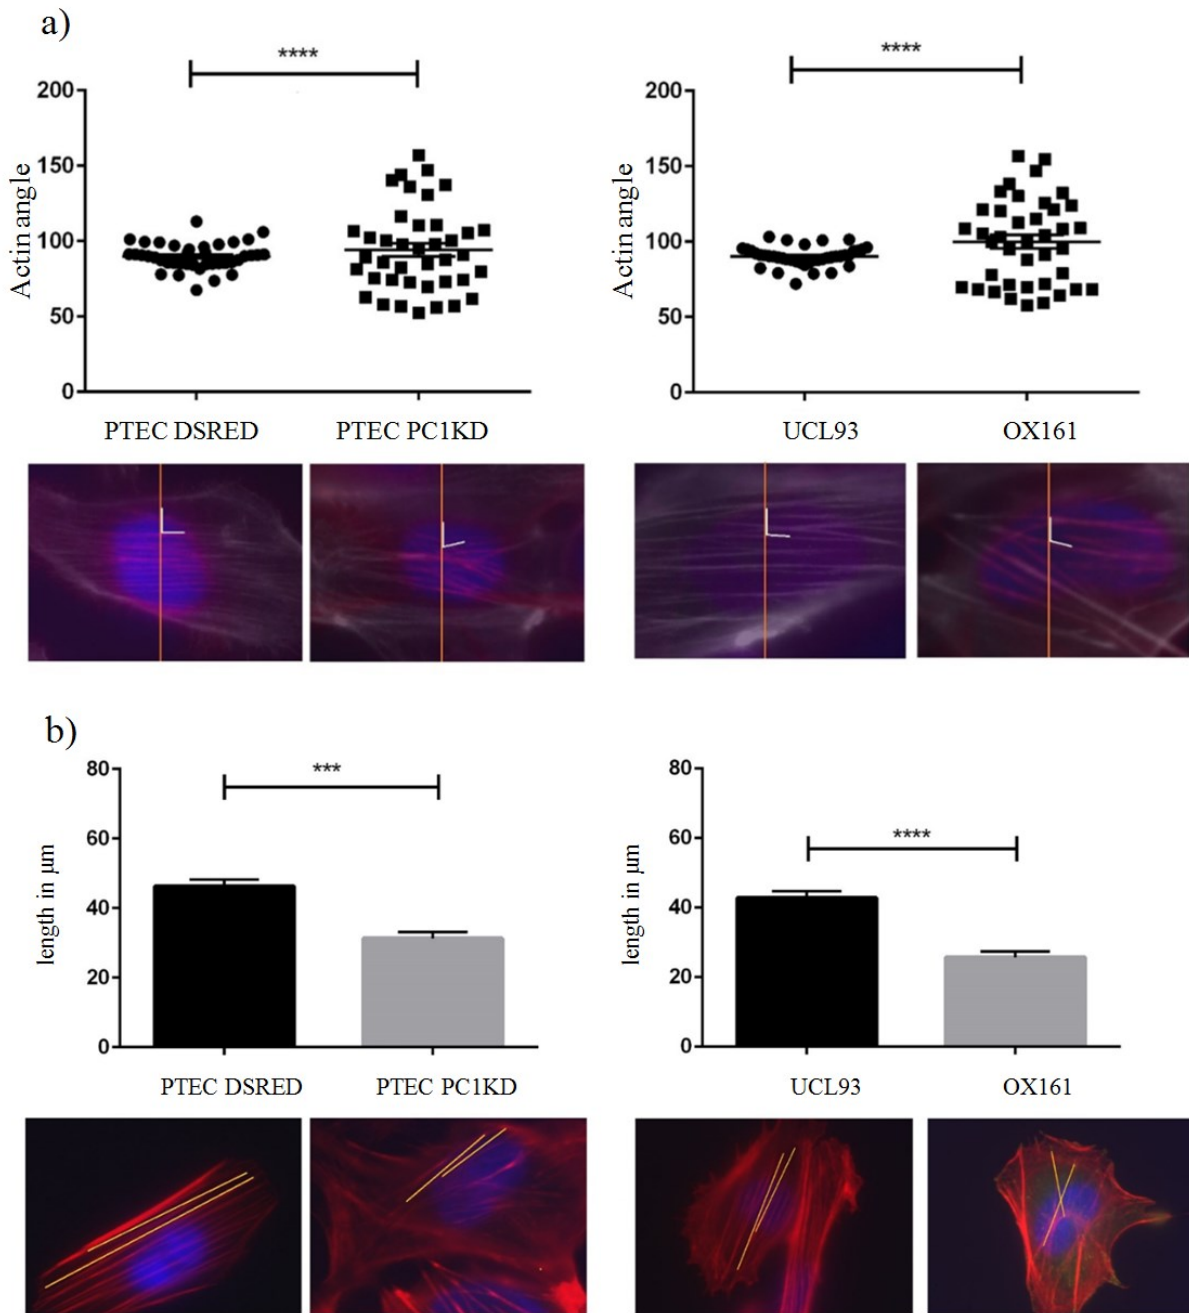 a)
**** ****
200 200
150 150
100 100
50 50
0 0
Actin angle Actin angle
PTEC DSRED PTEC PC1KD UCL93 OX161
b)
80 80
*** ****
60 60
40 40
20 20
0 0
length in µm length in µm
PTEC DSRED PTEC PC1KD UCL93 OX161